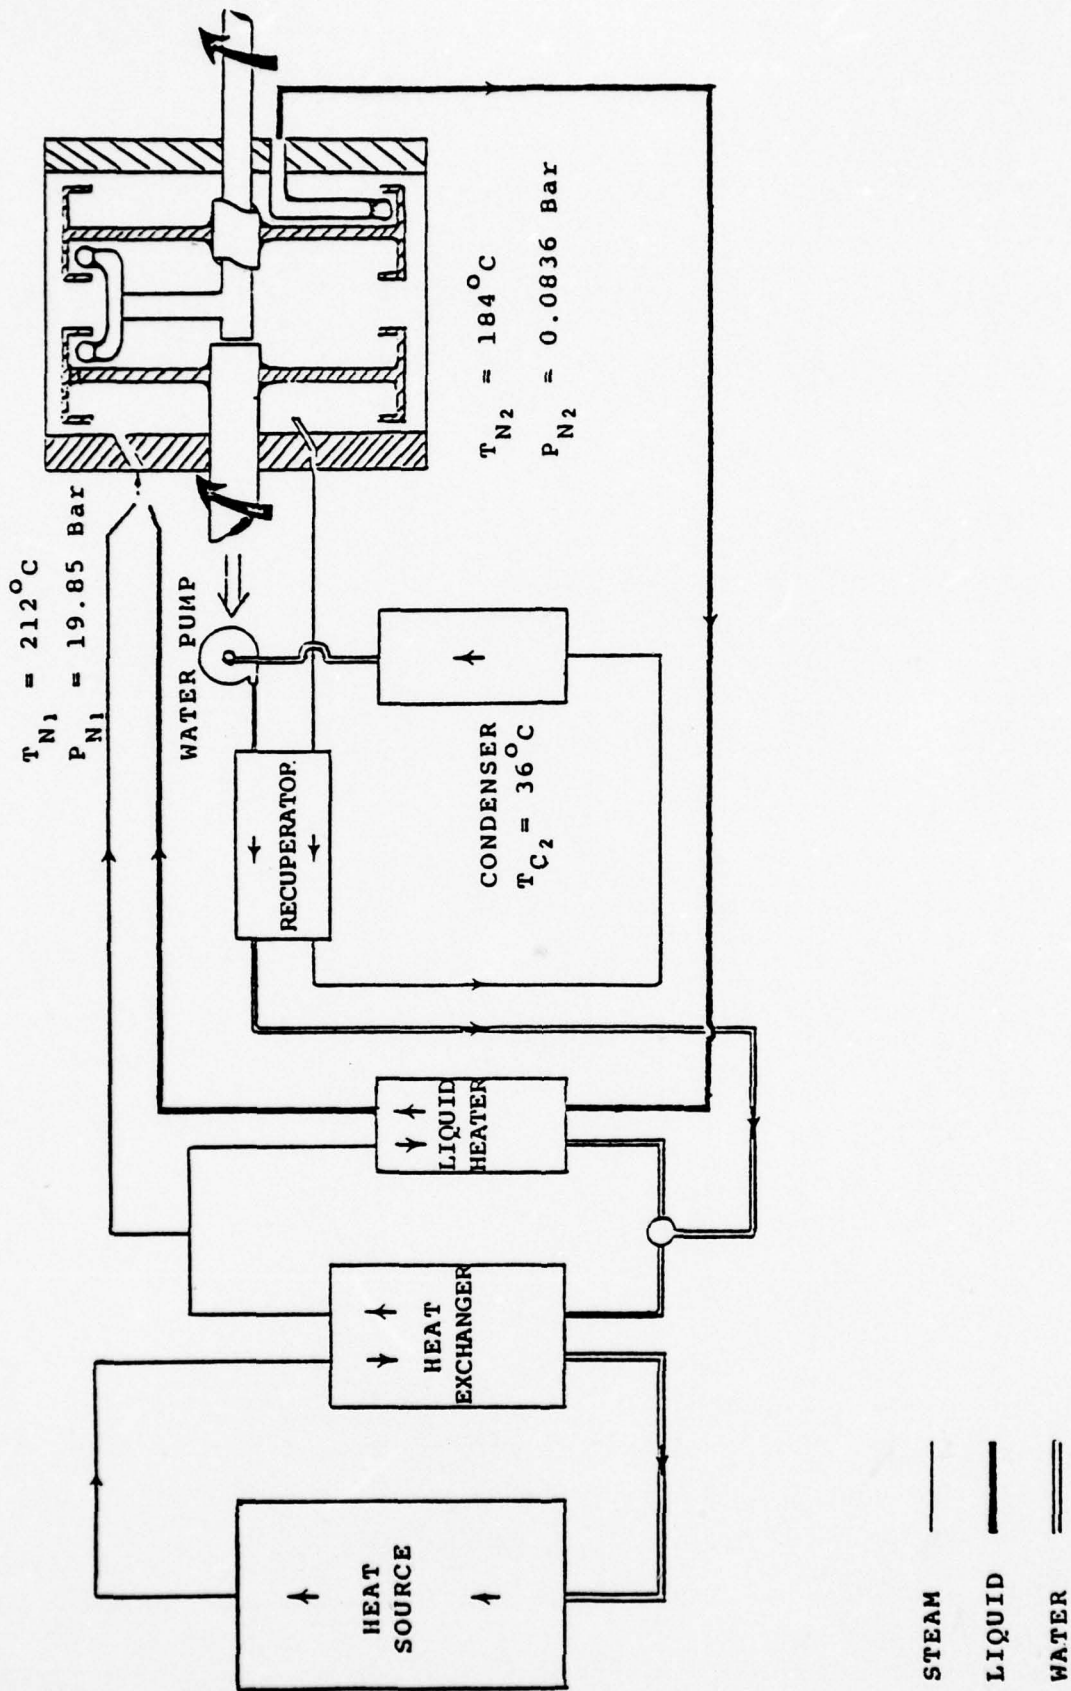 T_N1 = 212°C
P_N1 = 19.85 Bar
WATER PUMP
T_N2 = 184°C
P_N2 = 0.0836 Bar
RECUPERATOR.
CONDENSER
T_C2 = 36°C
LIQUID
HEATER
HEAT
EXCHANGER
HEAT
SOURCE
STEAM
LIQUID
WATER